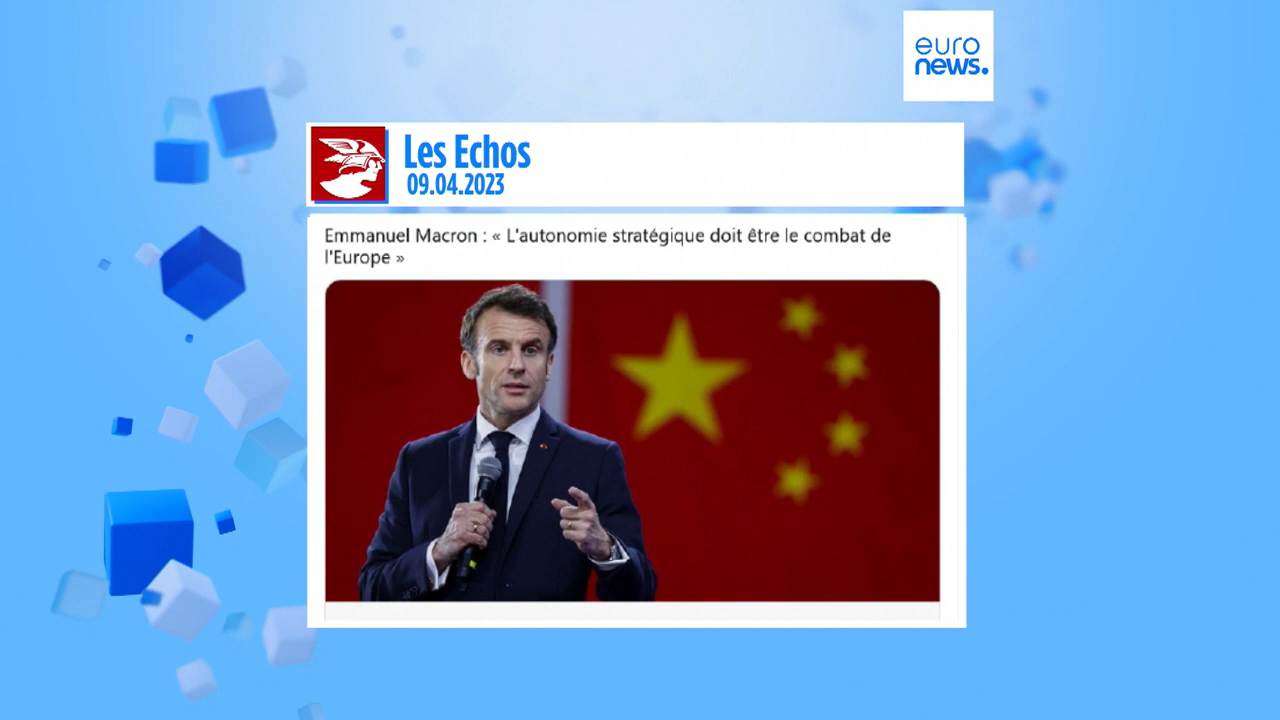 euro
news.
Les Echos
09.04.2023
Emmanuel Macron : « L'autonomie stratégique doit être le combat de
l'Europe »